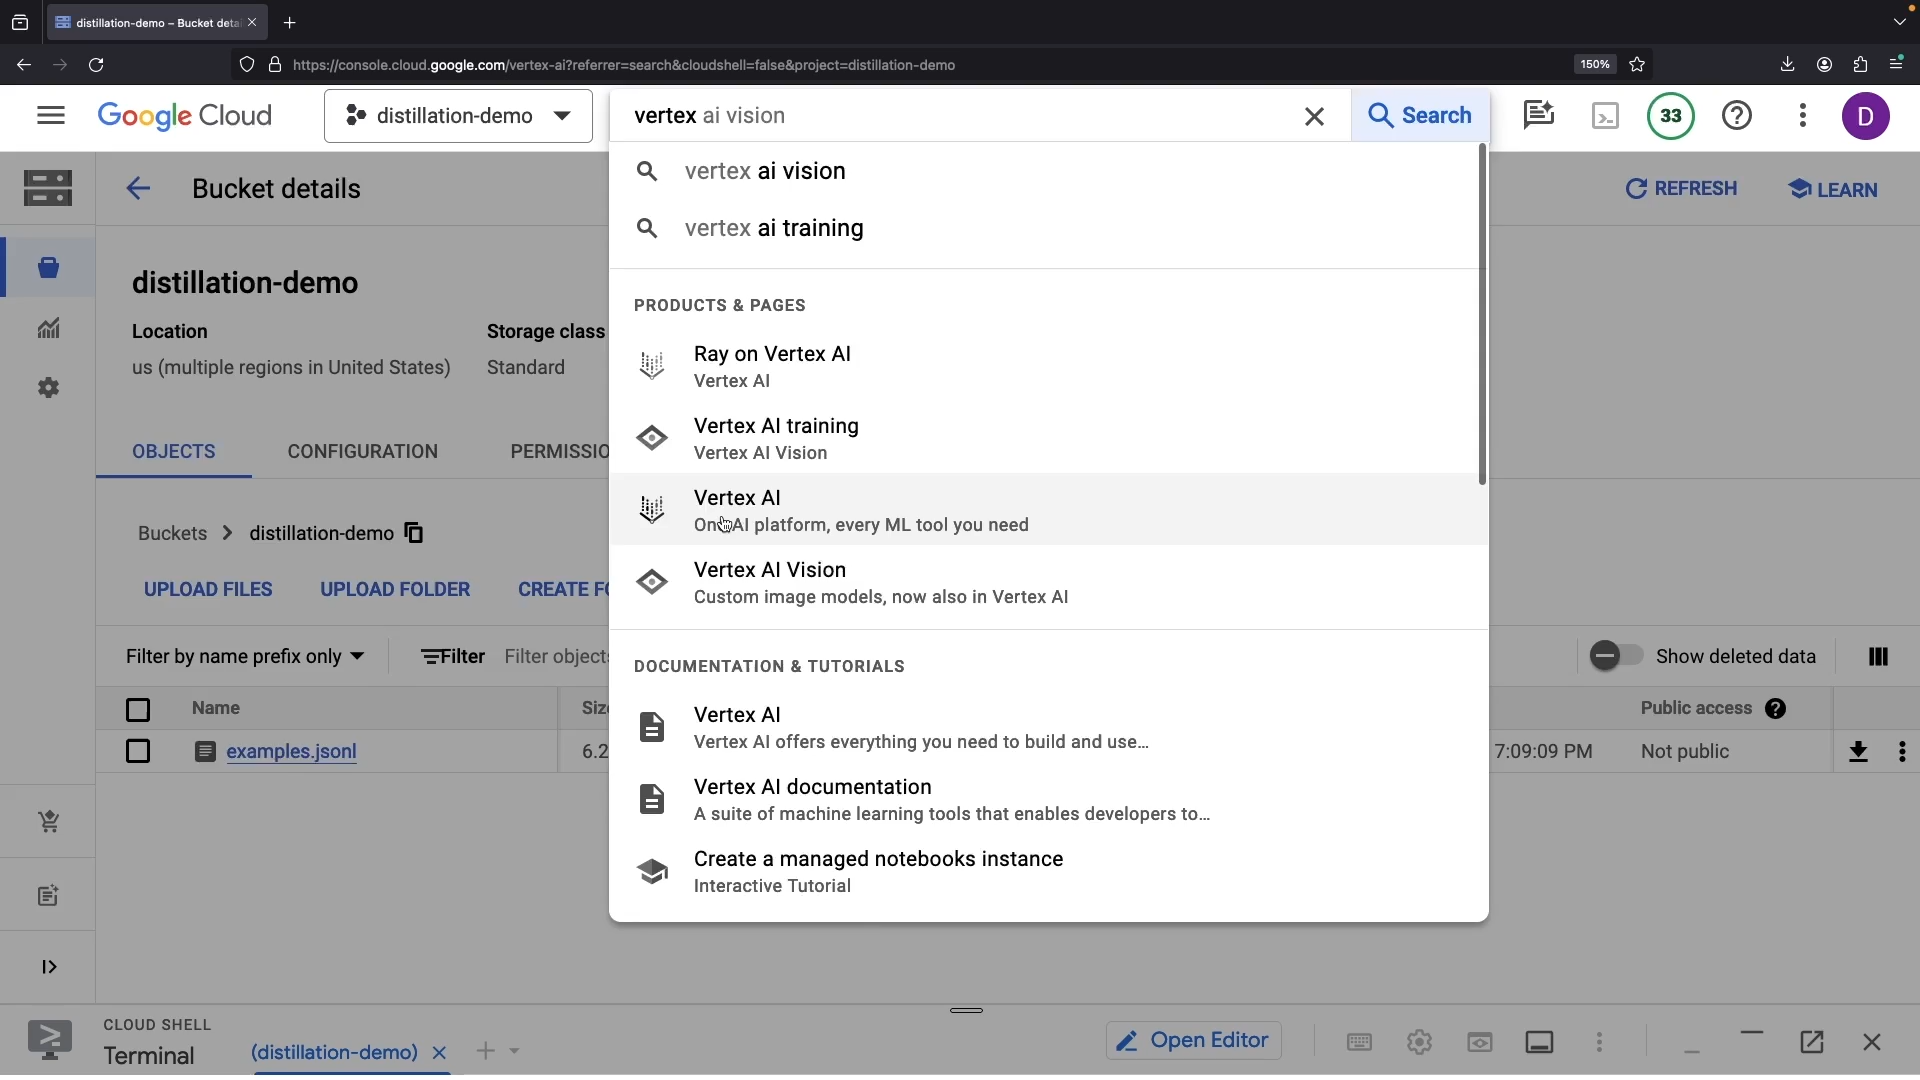 distillation-demo – Bucket deta
https://console.cloud.google.com/vertex-ai?referrer=search&cloudshell=false&project=distillation-demo
150%
Google Cloud
distillation-demo
vertex ai vision
Search
33
D
Bucket details
REFRESH
LEARN
vertex ai vision
vertex ai training
PRODUCTS & PAGES
Ray on Vertex AI
Vertex AI
Vertex AI training
Vertex AI Vision
Vertex AI
One AI platform, every ML tool you need
Vertex AI Vision
Custom image models, now also in Vertex AI
DOCUMENTATION & TUTORIALS
Vertex AI
Vertex AI offers everything you need to build and use…
Vertex AI documentation
A suite of machine learning tools that enables developers to…
Create a managed notebooks instance
Interactive Tutorial
distillation-demo
Location
Storage class
us (multiple regions in United States)
Standard
OBJECTS
CONFIGURATION
PERMISSIO
Buckets
distillation-demo
UPLOAD FILES
UPLOAD FOLDER
CREATE FO
Filter by name prefix only
Filter
Filter objects
Show deleted data
Name
Size
Public access
examples.jsonl
6.2
7:09:09 PM
Not public
CLOUD SHELL
Terminal
(distillation-demo)
Open Editor